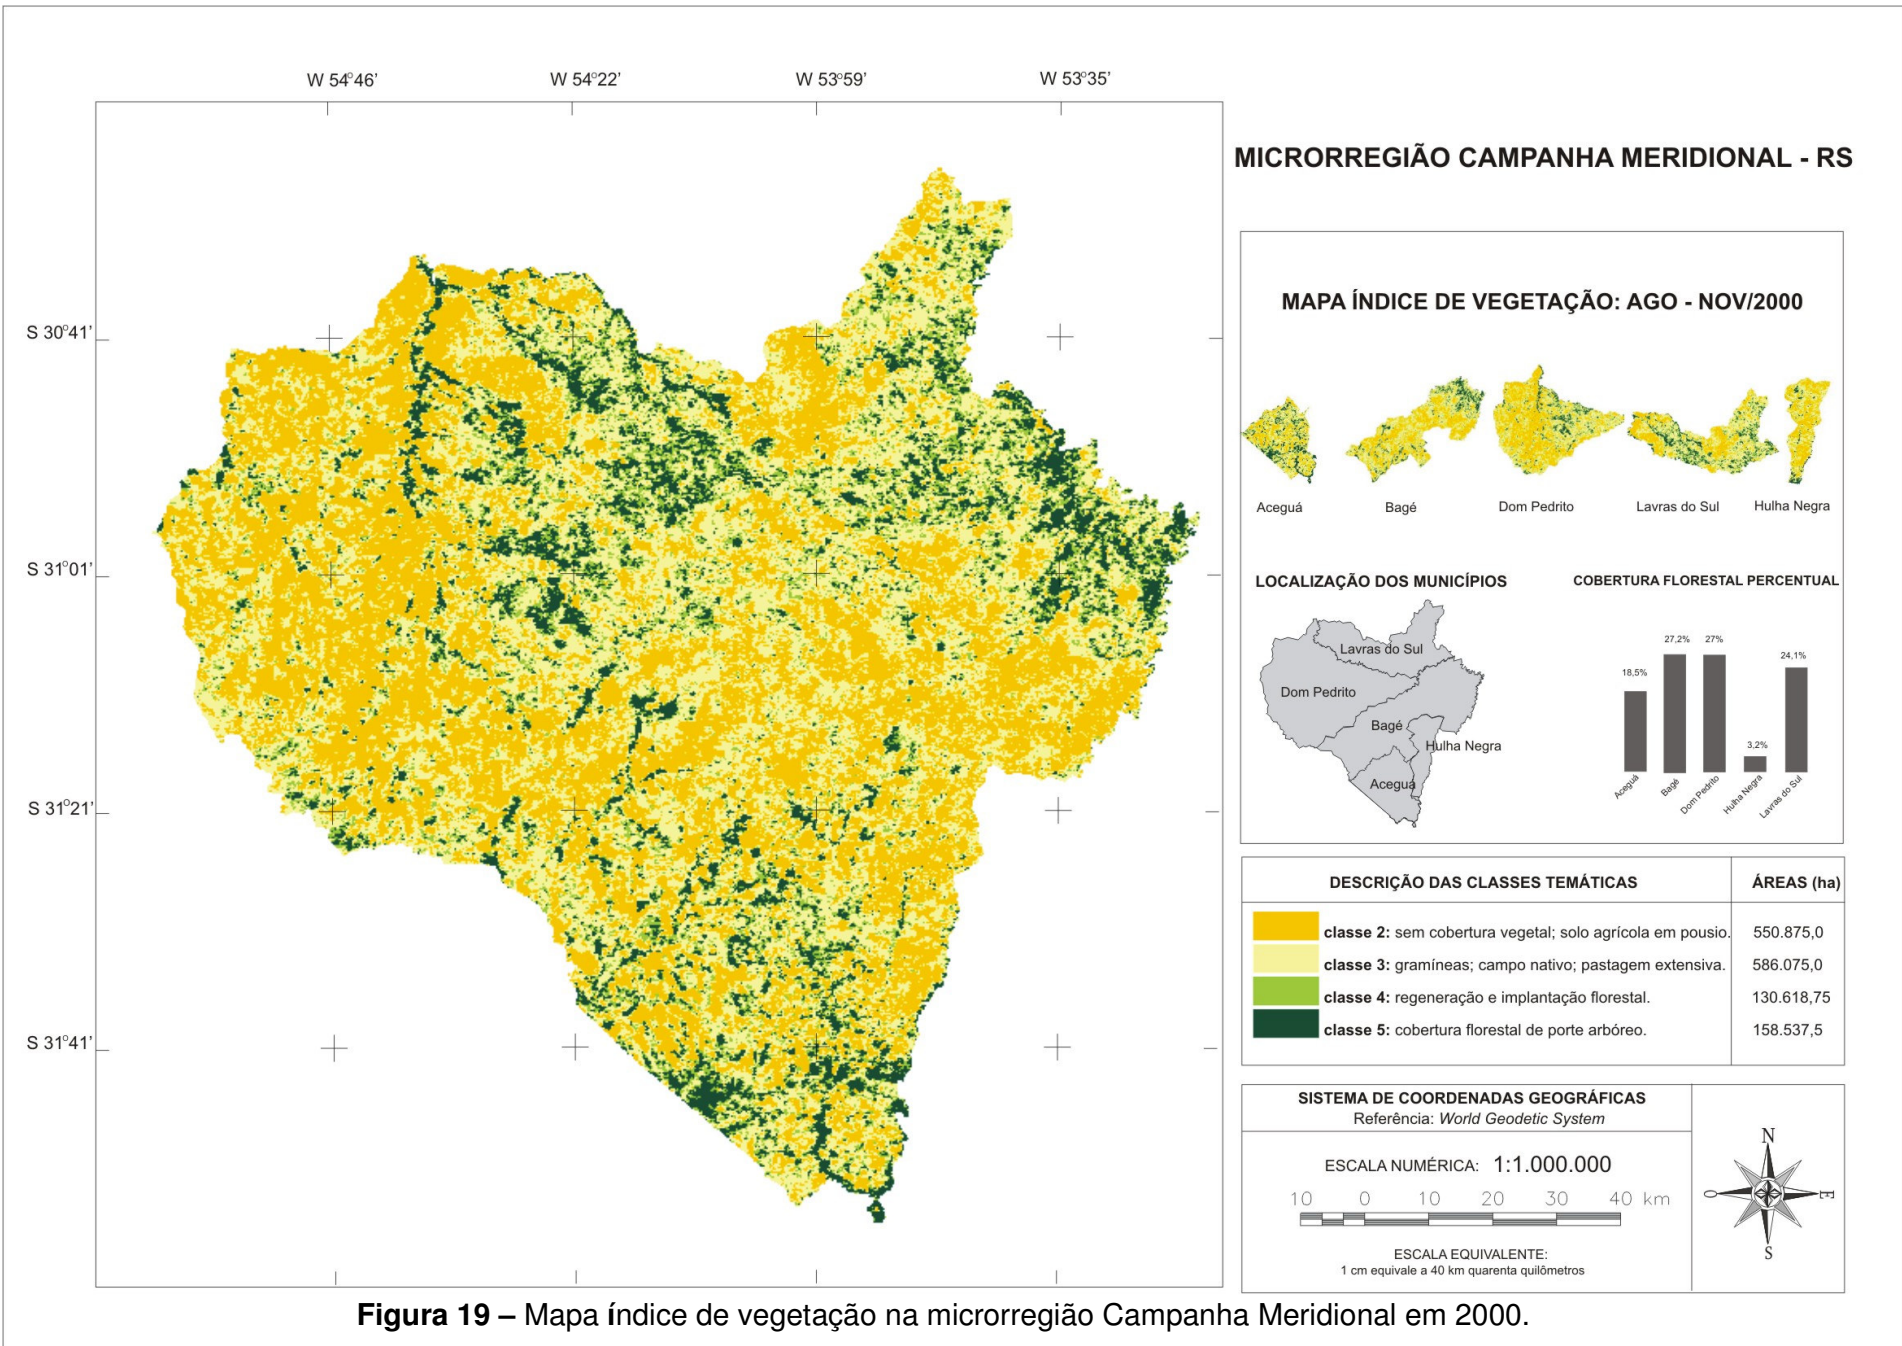 W 54°46'
W 54°22'
W 53°59'
W 53°35'
S 30°41'
S 31°01'
S 31°21'
S 31°41'
MICRORREGIÃO CAMPANHA MERIDIONAL - RS
MAPA ÍNDICE DE VEGETAÇÃO: AGO - NOV/2000
Aceguá
Bagé
Dom Pedrito
Lavras do Sul
Hulha Negra
LOCALIZAÇÃO DOS MUNICÍPIOS
Lavras do Sul
Dom Pedrito
Bagé
Hulha Negra
Aceguá
COBERTURA FLORESTAL PERCENTUAL
18,5%
27,2%
27%
3,2%
24,1%
Aceguá
Bagé
Dom Pedrito
Hulha Negra
Lavras do Sul
DESCRIÇÃO DAS CLASSES TEMÁTICAS ÁREAS (ha)
classe 2: sem cobertura vegetal; solo agrícola em pousio. 550.875,0
classe 3: gramíneas; campo nativo; pastagem extensiva. 586.075,0
classe 4: regeneração e implantação florestal. 130.618,75
classe 5: cobertura florestal de porte arbóreo. 158.537,5
SISTEMA DE COORDENADAS GEOGRÁFICAS
Referência: World Geodetic System
ESCALA NUMÉRICA: 1:1.000.000
10 0 10 20 30 40 km
ESCALA EQUIVALENTE:
1 cm equivale a 40 km quarenta quilômetros
N
O E
S
Figura 19 – Mapa índice de vegetação na microrregião Campanha Meridional em 2000.